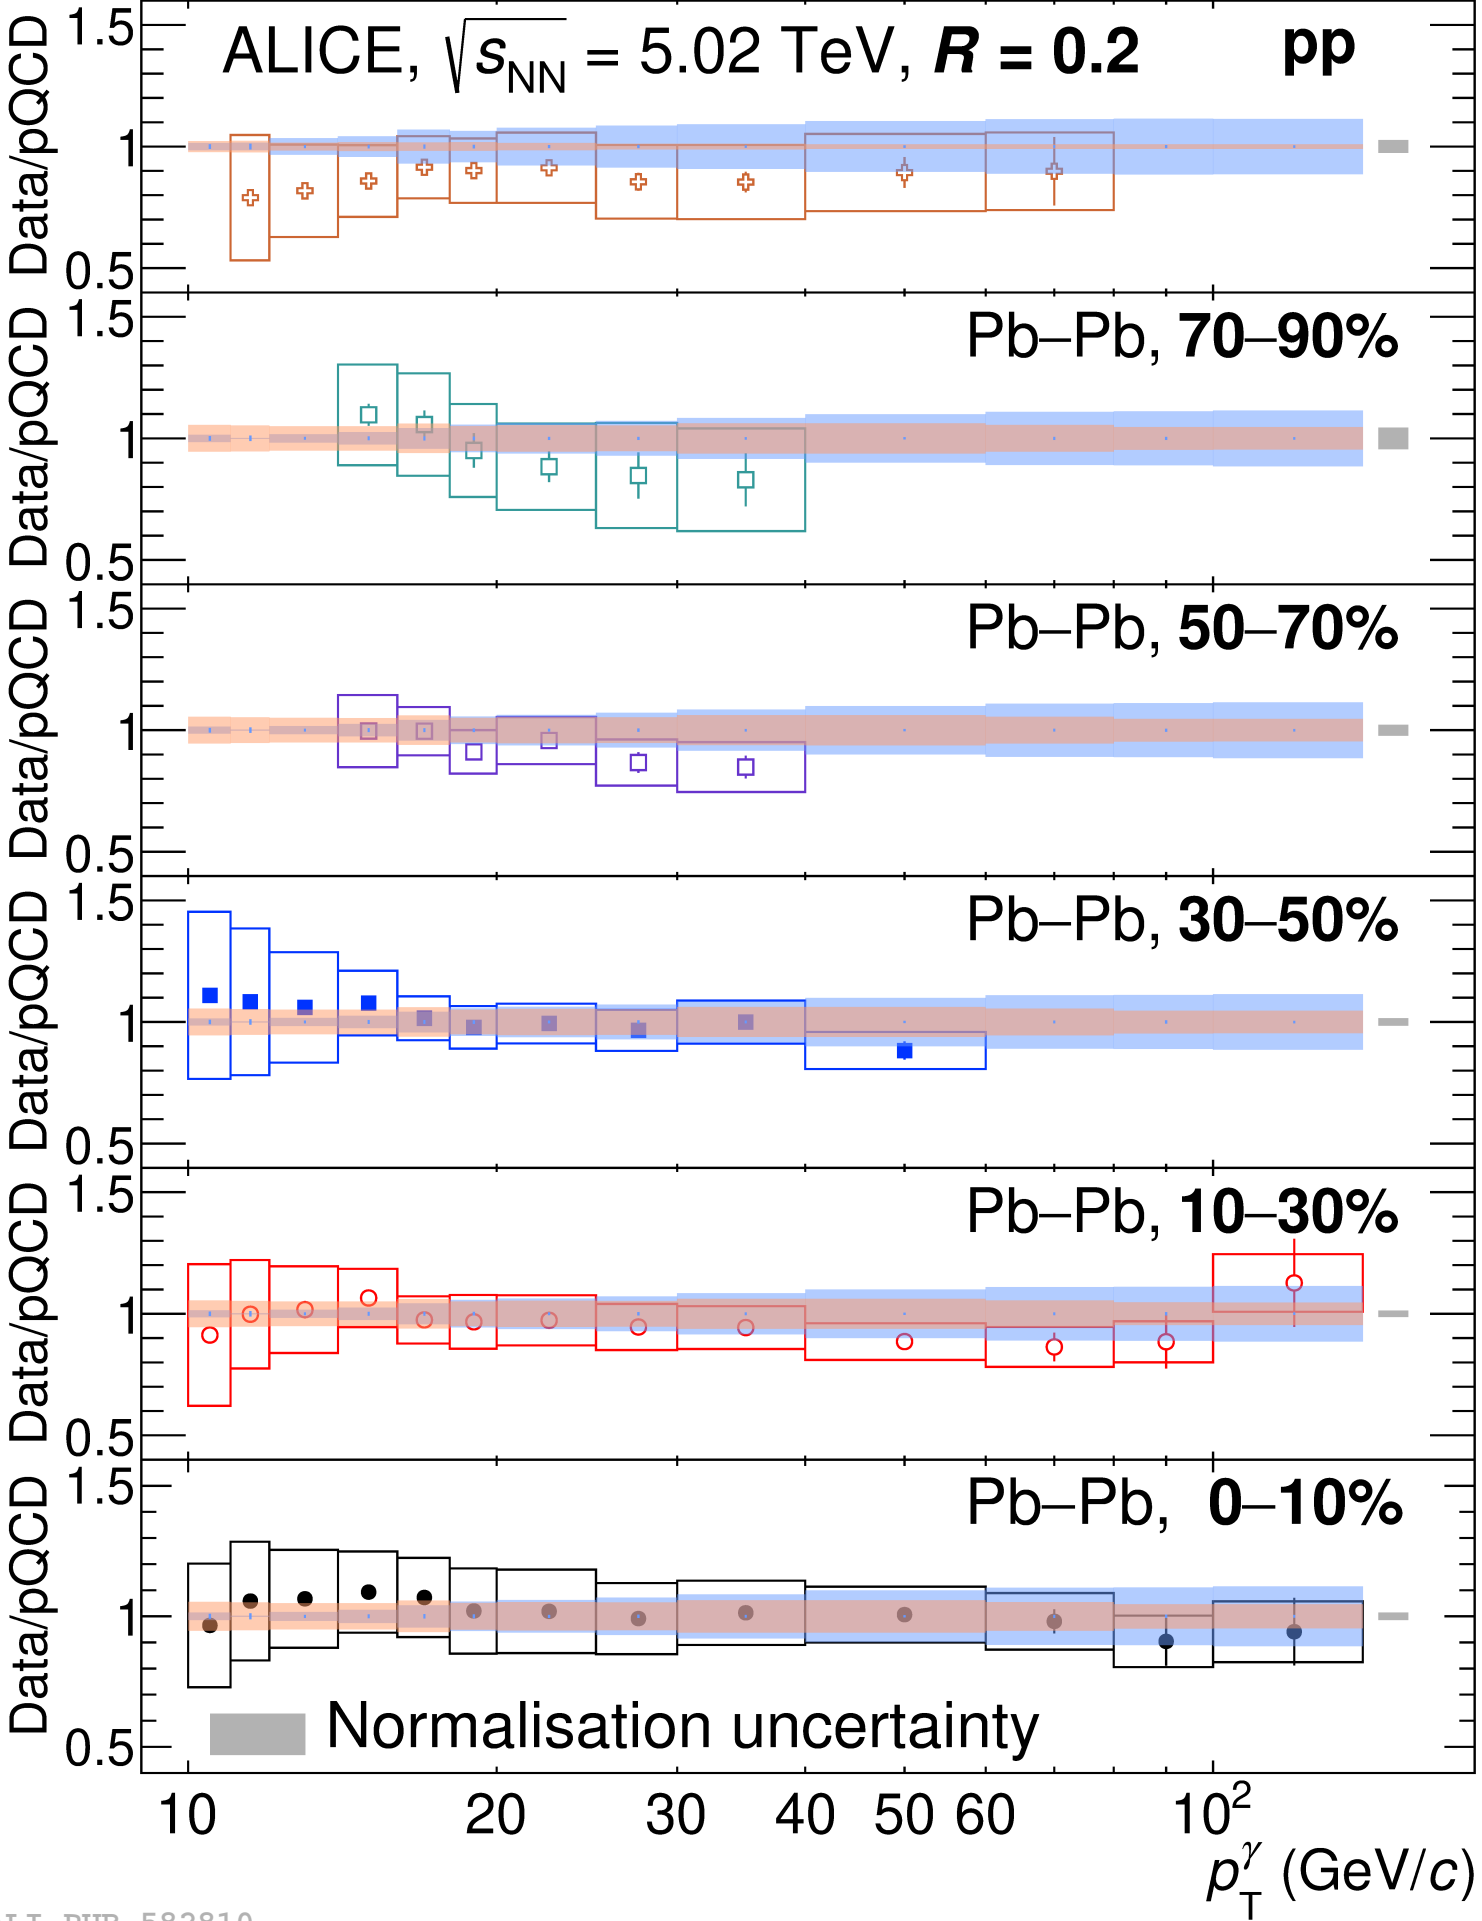 ALICE, √sNN = 5.02 TeV, R = 0.2 pp
Data/pQCD
1.5
1
0.5
Pb–Pb, 70–90%
Data/pQCD
1.5
1
0.5
Pb–Pb, 50–70%
Data/pQCD
1.5
1
0.5
Pb–Pb, 30–50%
Data/pQCD
1.5
1
0.5
Pb–Pb, 10–30%
Data/pQCD
1.5
1
0.5
Pb–Pb, 0–10%
Data/pQCD
1.5
1
0.5
Normalisation uncertainty
10 20 30 40 50 60 10²
pTγ (GeV/c)